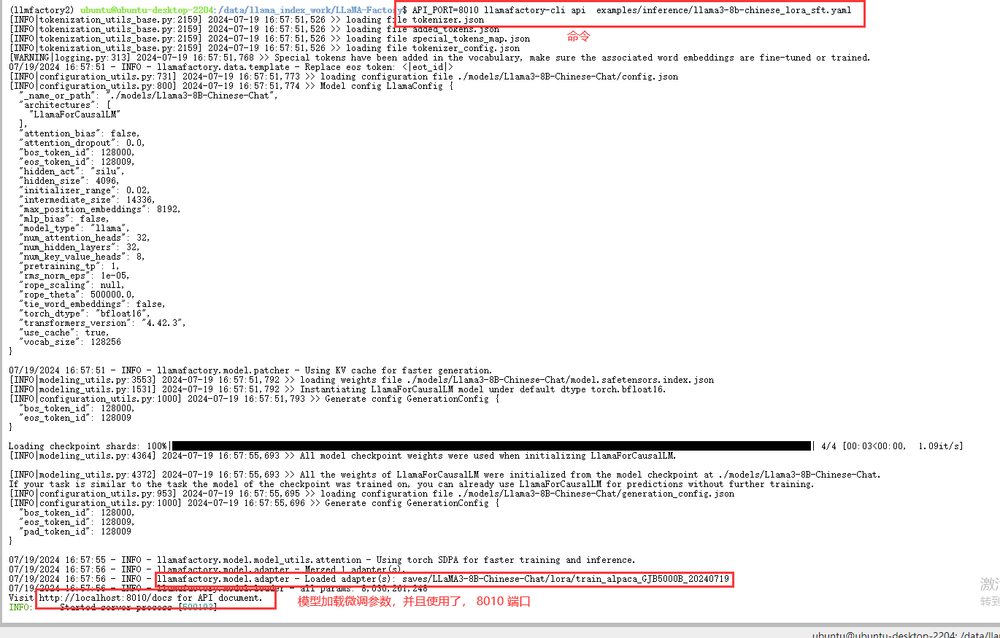 (llmfactory2) ubuntu@ubuntu-desktop-2204:/data/llama_index_work/LLaMA-Factory$ API_PORT=8010 llamafactory-cli api  examples/inference/llama3-8b-chinese_lora_sft.yaml
[INFO|tokenization_utils_base.py:2159] 2024-07-19 16:57:51,526 >> loading file tokenizer.json
[INFO|tokenization_utils_base.py:2159] 2024-07-19 16:57:51,526 >> loading file added_tokens.json
命令
[INFO|tokenization_utils_base.py:2159] 2024-07-19 16:57:51,526 >> loading file special_tokens_map.json
[INFO|tokenization_utils_base.py:2159] 2024-07-19 16:57:51,526 >> loading file tokenizer_config.json
[WARNING|logging.py:313] 2024-07-19 16:57:51,768 >> Special tokens have been added in the vocabulary, make sure the associated word embeddings are fine-tuned or trained.
07/19/2024 16:57:51 - INFO - llamafactory.data.template - Replace eos token: <|eot_id|>
[INFO|configuration_utils.py:731] 2024-07-19 16:57:51,773 >> loading configuration file ./models/Llama3-8B-Chinese-Chat/config.json
[INFO|configuration_utils.py:800] 2024-07-19 16:57:51,774 >> Model config LlamaConfig {
  "_name_or_path": "./models/Llama3-8B-Chinese-Chat",
  "architectures": [
    "LlamaForCausalLM"
  ],
  "attention_bias": false,
  "attention_dropout": 0.0,
  "bos_token_id": 128000,
  "eos_token_id": 128009,
  "hidden_act": "silu",
  "hidden_size": 4096,
  "initializer_range": 0.02,
  "intermediate_size": 14336,
  "max_position_embeddings": 8192,
  "mlp_bias": false,
  "model_type": "llama",
  "num_attention_heads": 32,
  "num_hidden_layers": 32,
  "num_key_value_heads": 8,
  "pretraining_tp": 1,
  "rms_norm_eps": 1e-05,
  "rope_scaling": null,
  "rope_theta": 500000.0,
  "tie_word_embeddings": false,
  "torch_dtype": "bfloat16",
  "transformers_version": "4.42.3",
  "use_cache": true,
  "vocab_size": 128256
}
07/19/2024 16:57:51 - INFO - llamafactory.model.patcher - Using KV cache for faster generation.
[INFO|modeling_utils.py:3553] 2024-07-19 16:57:51,792 >> loading weights file ./models/Llama3-8B-Chinese-Chat/model.safetensors.index.json
[INFO|modeling_utils.py:1531] 2024-07-19 16:57:51,792 >> Instantiating LlamaForCausalLM model under default dtype torch.bfloat16.
[INFO|configuration_utils.py:1000] 2024-07-19 16:57:51,793 >> Generate config GenerationConfig {
  "bos_token_id": 128000,
  "eos_token_id": 128009
}
Loading checkpoint shards: 100%| | 4/4 [00:03<00:00,  1.09it/s]
[INFO|modeling_utils.py:4364] 2024-07-19 16:57:55,693 >> All model checkpoint weights were used when initializing LlamaForCausalLM.
[INFO|modeling_utils.py:4372] 2024-07-19 16:57:55,693 >> All the weights of LlamaForCausalLM were initialized from the model checkpoint at ./models/Llama3-8B-Chinese-Chat.
If your task is similar to the task the model of the checkpoint was trained on, you can already use LlamaForCausalLM for predictions without further training.
[INFO|configuration_utils.py:953] 2024-07-19 16:57:55,695 >> loading configuration file ./models/Llama3-8B-Chinese-Chat/generation_config.json
[INFO|configuration_utils.py:1000] 2024-07-19 16:57:55,696 >> Generate config GenerationConfig {
  "bos_token_id": 128000,
  "eos_token_id": 128009,
  "pad_token_id": 128009
}
07/19/2024 16:57:55 - INFO - llamafactory.model.model_utils.attention - Using torch SDPA for faster training and inference.
07/19/2024 16:57:56 - INFO - llamafactory.model.adapter - Merged 1 adapter(s).
07/19/2024 16:57:56 - INFO - llamafactory.model.adapter - Loaded adapter(s): saves/LLaMA3-8B-Chinese-Chat/lora/train_alpaca_GJB5000B_20240719
07/19/2024 16:57:56 - INFO - llamafactory.model.loader - all params: 8,030,261,248
激
Visit http://localhost:8010/docs for API document.
模型加载微调参数，并且使用了， 8010 端口
转到
INFO:     Started server process [500193]
ubuntu@ubuntu-desktop-2204: /data/lla